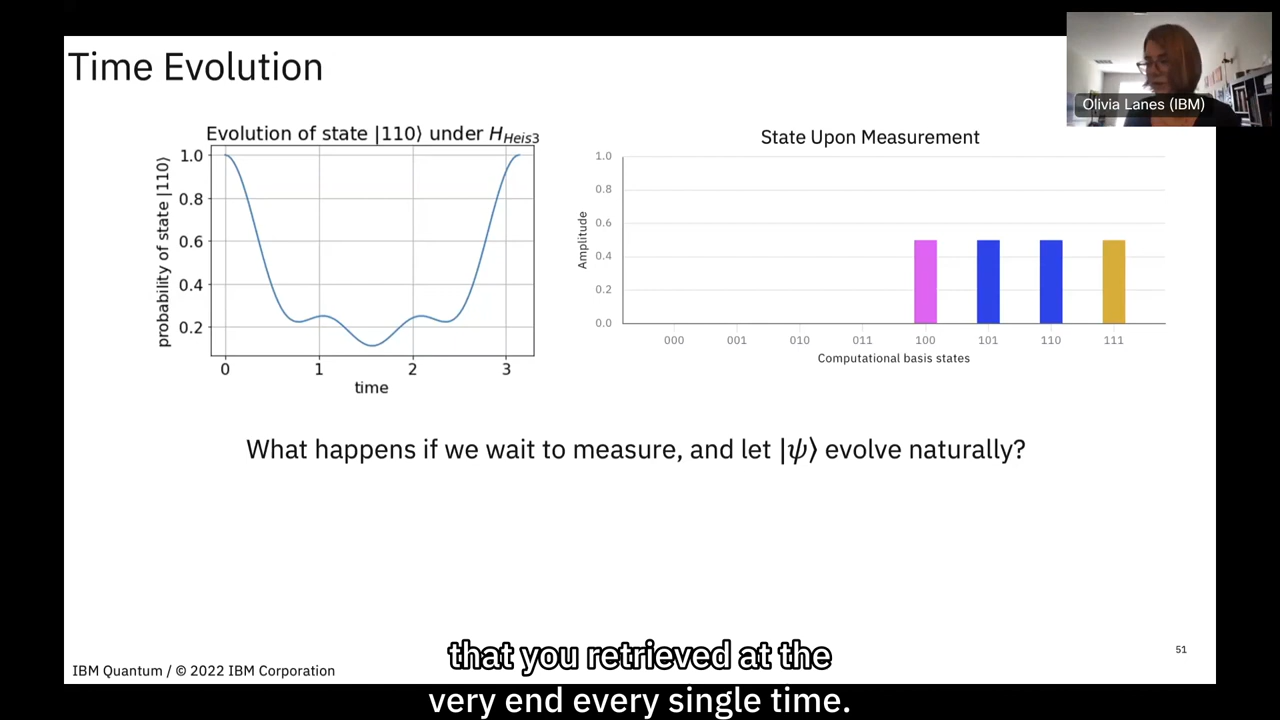 Time Evolution
Olivia Lanes (IBM)
Evolution of state |110⟩ under H_Heis3
probability of state |110⟩
1.0
0.8
0.6
0.4
0.2
0 1 2 3
time
State Upon Measurement
Amplitude
1.0
0.8
0.6
0.4
0.2
0.0
000 001 010 011 100 101 110 111
Computational basis states
What happens if we wait to measure, and let |ψ⟩ evolve naturally?
51
IBM Quantum / © 2022 IBM Corporation
that you retrieved at the
very end every single time.